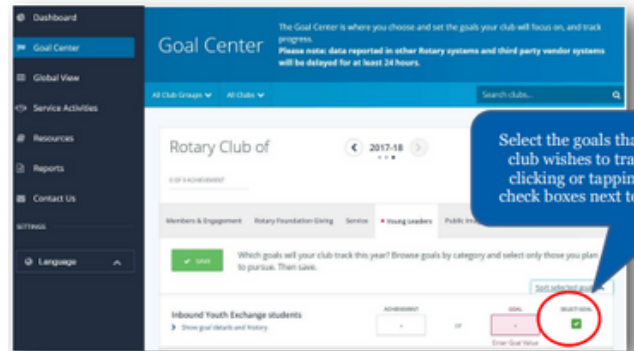 Dashboard
Goal Center
Global View
Service Activities
Resources
Reports
Contact Us
SETTINGS
Language
Goal Center
The Goal Center is where you choose and set the goals your club will focus on, and track
progress.
Please note: data reported in other Rotary systems and third party vendor systems
will be delayed for at least 24 hours.
All Club Groups
All Clubs
Search clubs...
Rotary Club of
2017-18
Select the goals tha
club wishes to tra
clicking or tappin
check boxes next to
Members & Engagement
Rotary Foundation Giving
Service
Young Leaders
Public Im
SAVE
Which goals will your club track this year? Browse goals by category and select only those you plan
to pursue. Then save.
Sort selected goals
Inbound Youth Exchange students
Show goal details and history
ACHIEVEMENT
-
OF
GOAL
-
Enter Goal Value
SELECT GOAL